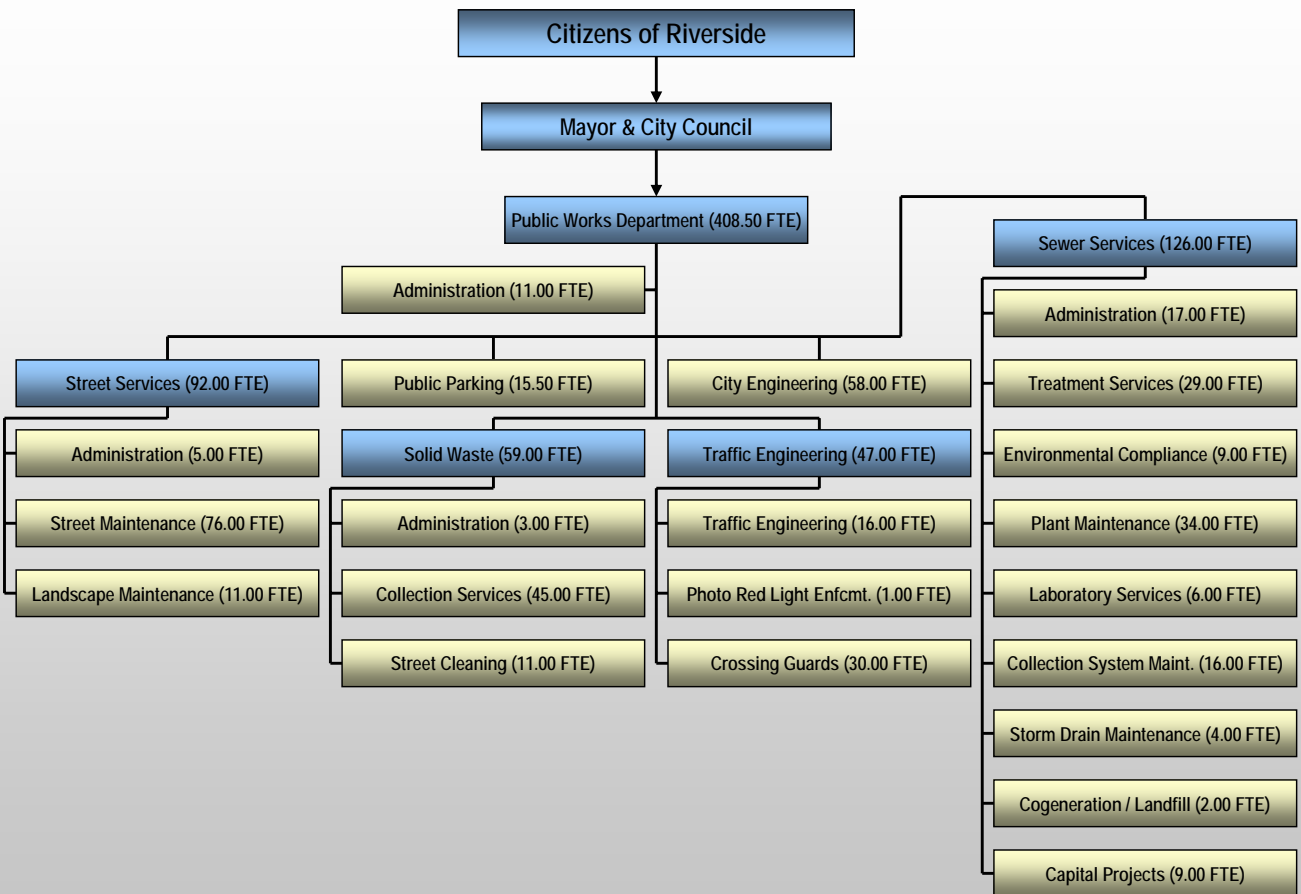 Citizens of Riverside
Mayor & City Council
Public Works Department (408.50 FTE)
Administration (11.00 FTE)
Street Services (92.00 FTE)
Administration (5.00 FTE)
Street Maintenance (76.00 FTE)
Landscape Maintenance (11.00 FTE)
Public Parking (15.50 FTE)
City Engineering (58.00 FTE)
Solid Waste (59.00 FTE)
Administration (3.00 FTE)
Collection Services (45.00 FTE)
Street Cleaning (11.00 FTE)
Traffic Engineering (47.00 FTE)
Traffic Engineering (16.00 FTE)
Photo Red Light Enfcmt. (1.00 FTE)
Crossing Guards (30.00 FTE)
Sewer Services (126.00 FTE)
Administration (17.00 FTE)
Treatment Services (29.00 FTE)
Environmental Compliance (9.00 FTE)
Plant Maintenance (34.00 FTE)
Laboratory Services (6.00 FTE)
Collection System Maint. (16.00 FTE)
Storm Drain Maintenance (4.00 FTE)
Cogeneration / Landfill (2.00 FTE)
Capital Projects (9.00 FTE)